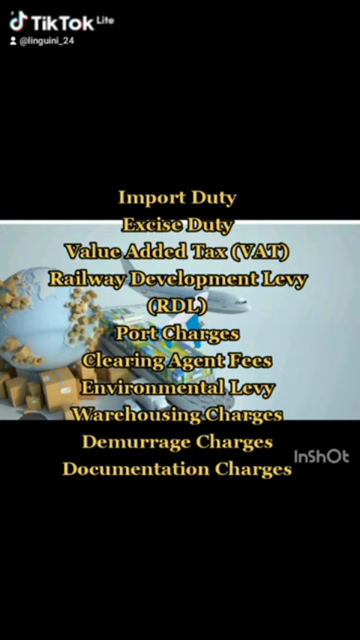 TikTok Lite
@linguini_24
Import Duty
Excise Duty
Value Added Tax (VAT)
Railway Development Levy
(RDL)
Port Charges
Clearing Agent Fees
Environmental Levy
Warehousing Charges
Demurrage Charges
InShOt
Documentation Charges